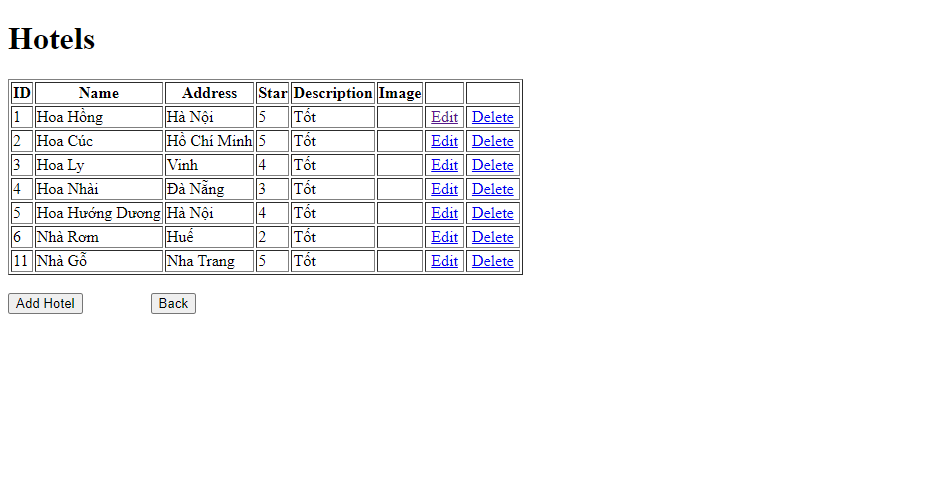 Hotels
ID Name Address Star Description Image
1 Hoa Hồng Hà Nội 5 Tốt Edit Delete
2 Hoa Cúc Hồ Chí Minh 5 Tốt Edit Delete
3 Hoa Ly Vinh 4 Tốt Edit Delete
4 Hoa Nhài Đà Nẵng 3 Tốt Edit Delete
5 Hoa Hướng Dương Hà Nội 4 Tốt Edit Delete
6 Nhà Rơm Huế 2 Tốt Edit Delete
11 Nhà Gỗ Nha Trang 5 Tốt Edit Delete
Add Hotel Back